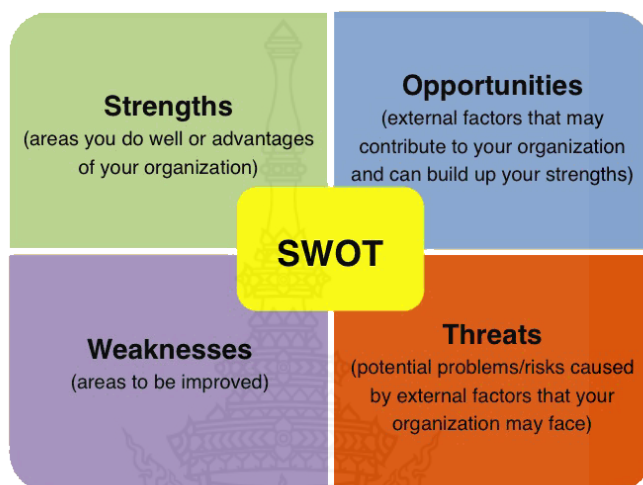 Strengths
(areas you do well or advantages
of your organization)
Opportunities
(external factors that may
contribute to your organization
and can build up your strengths)
SWOT
Weaknesses
(areas to be improved)
Threats
(potential problems/risks caused
by external factors that your
organization may face)